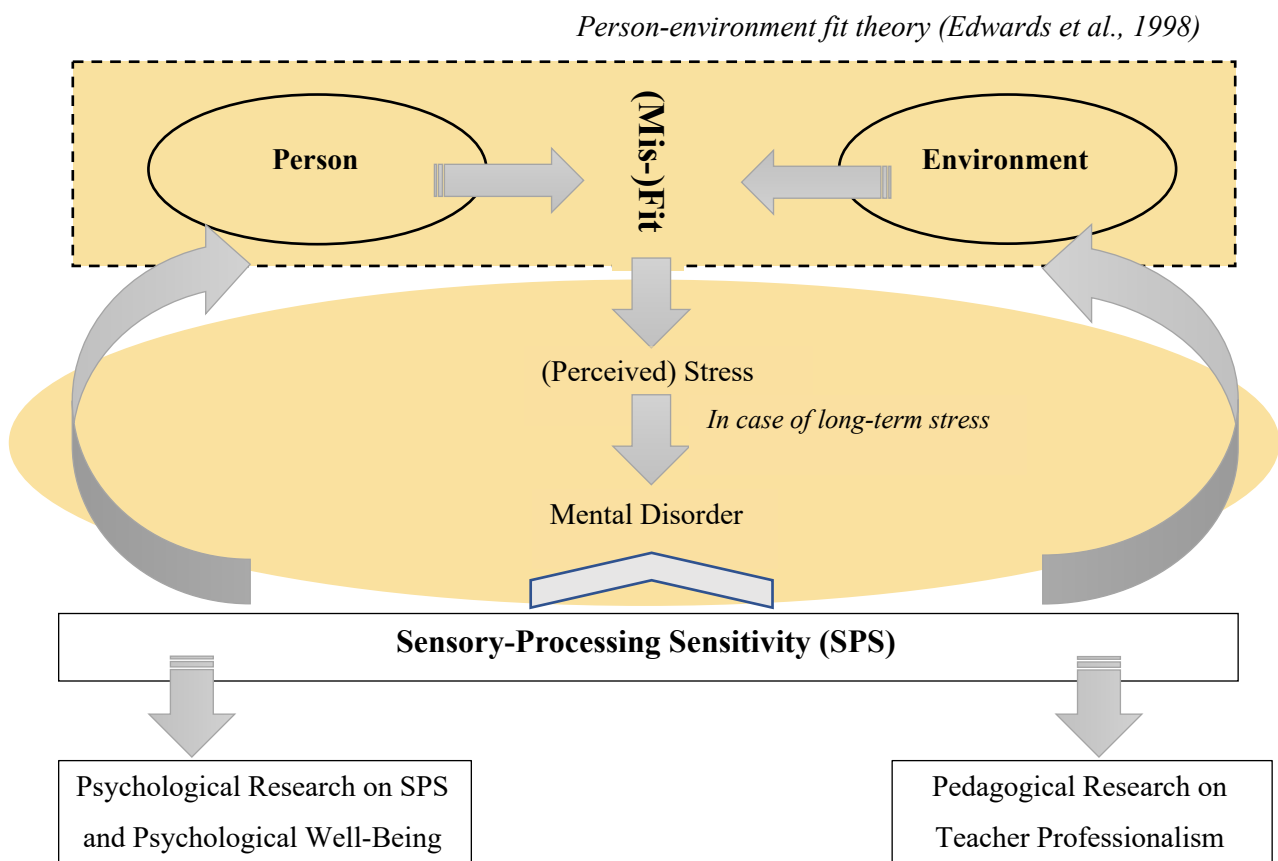 Person-environment fit theory (Edwards et al., 1998)
Person
(Mis-)Fit
Environment
(Perceived) Stress
In case of long-term stress
Mental Disorder
Sensory-Processing Sensitivity (SPS)
Psychological Research on SPS
and Psychological Well-Being
Pedagogical Research on
Teacher Professionalism